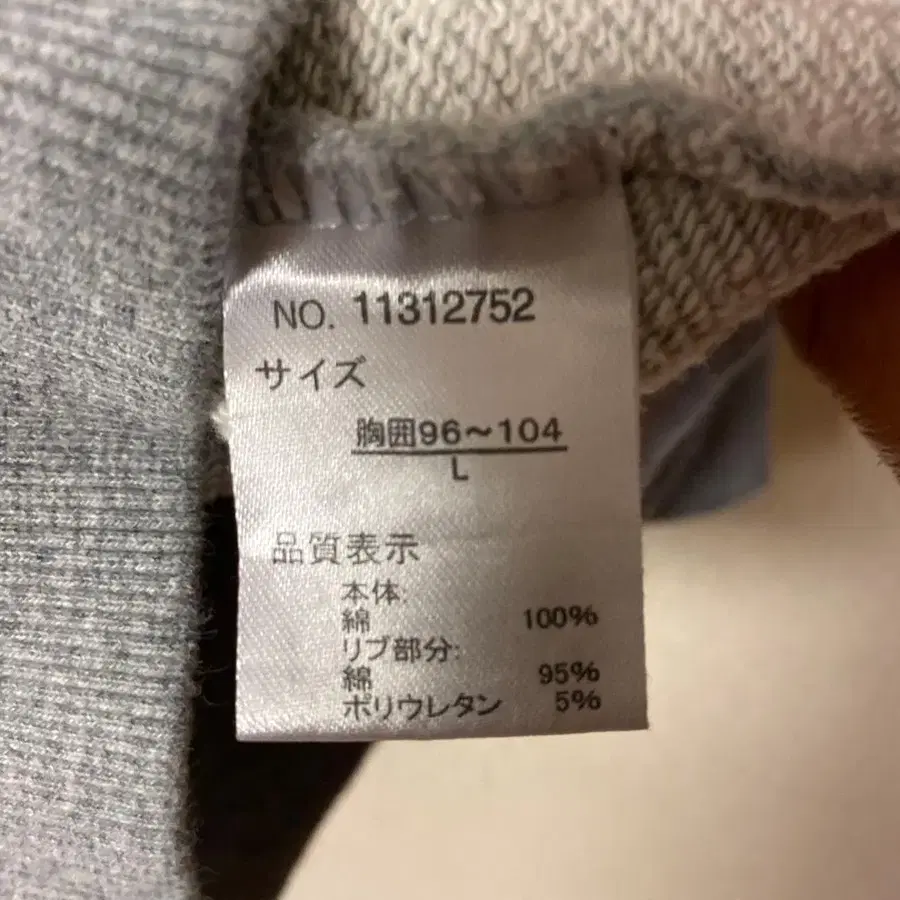 NO. 11312752
サイズ
胸囲96～104
L
品質表示
本体:
綿 100%
リブ部分:
綿 95%
ポリウレタン 5%